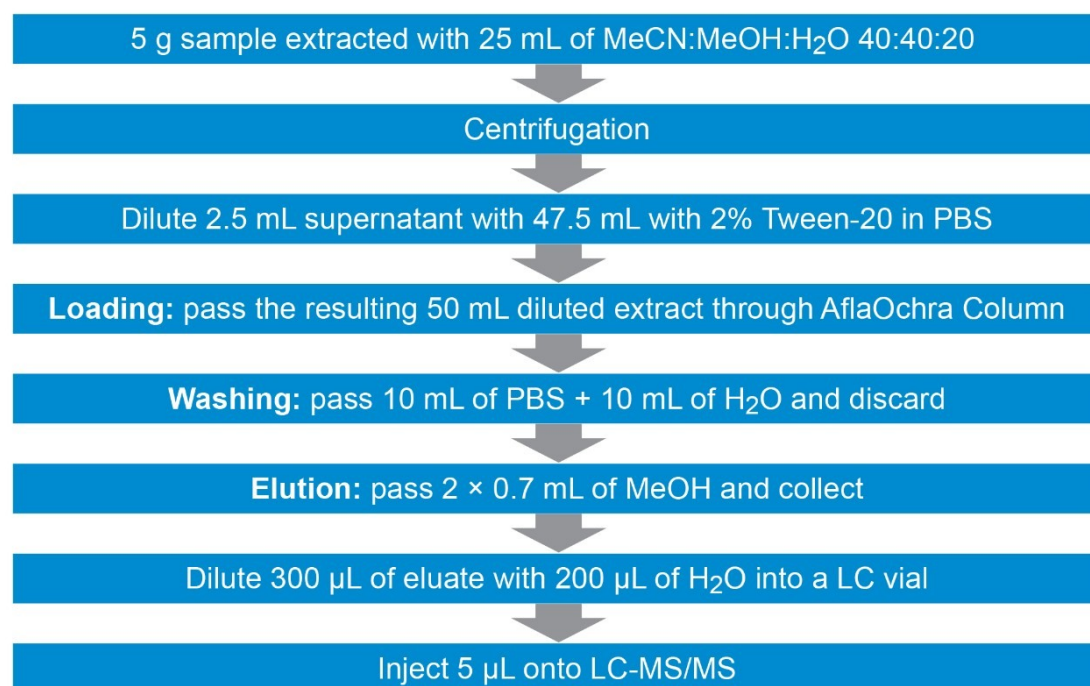 5 g sample extracted with 25 mL of MeCN:MeOH:H₂O 40:40:20
Centrifugation
Dilute 2.5 mL supernatant with 47.5 mL with 2% Tween-20 in PBS
Loading: pass the resulting 50 mL diluted extract through AflaOchra Column
Washing: pass 10 mL of PBS + 10 mL of H₂O and discard
Elution: pass 2 × 0.7 mL of MeOH and collect
Dilute 300 µL of eluate with 200 µL of H₂O into a LC vial
Inject 5 µL onto LC-MS/MS